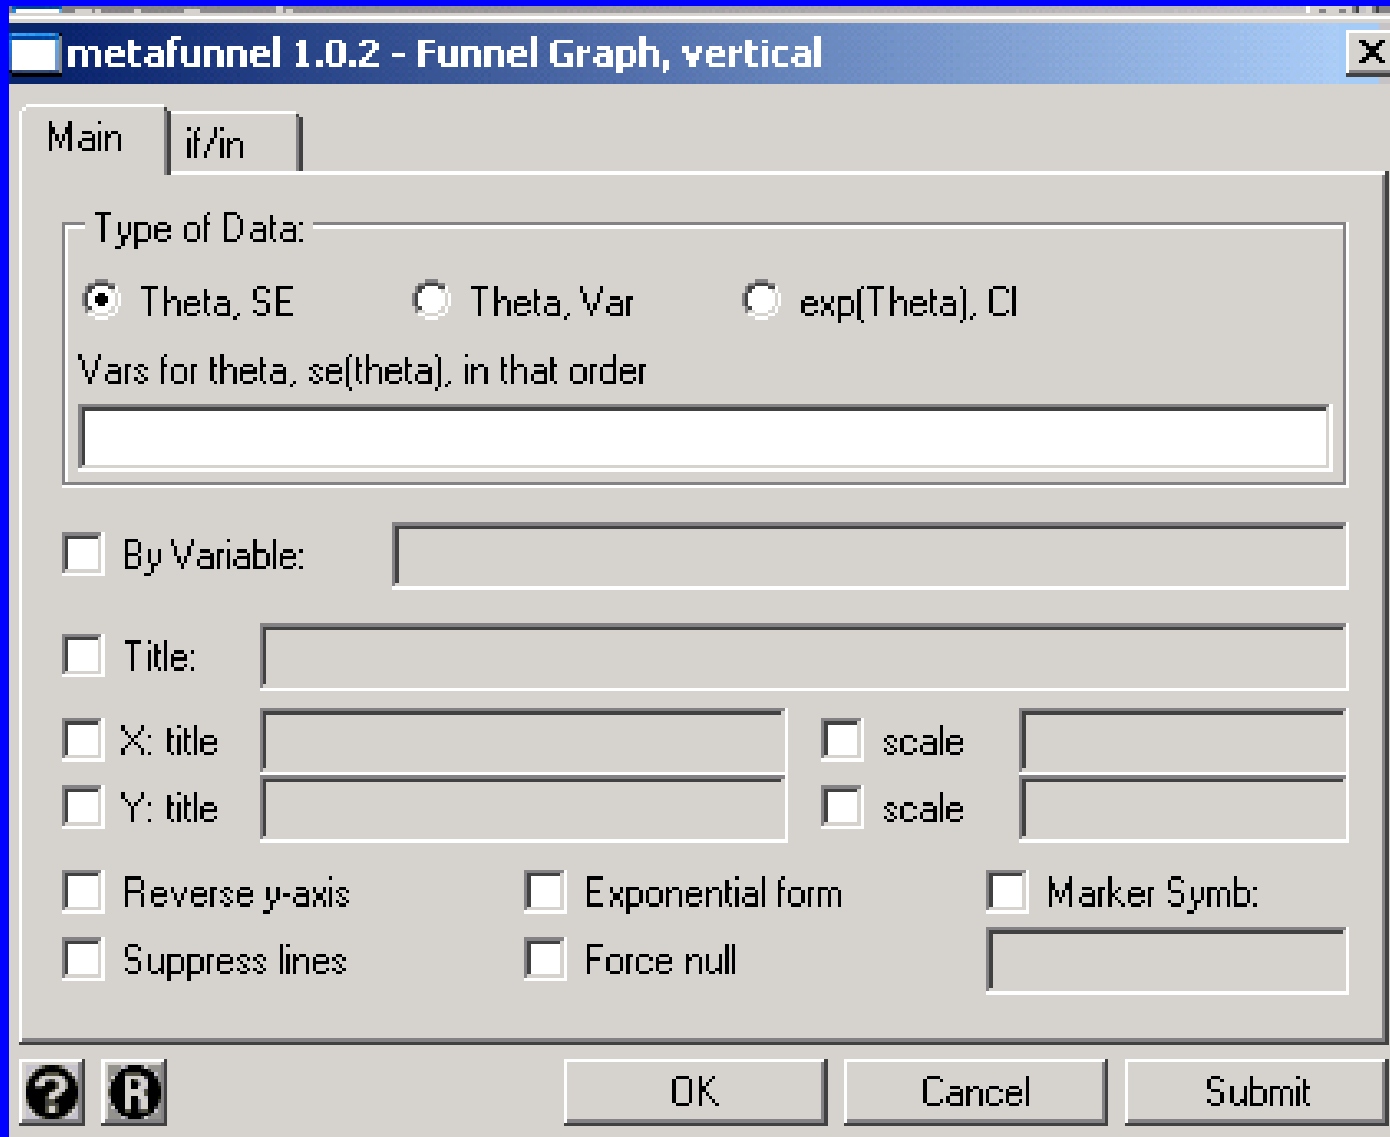 metafunnel 1.0.2 - Funnel Graph, vertical
Main if/in
Type of Data:
Theta, SE Theta, Var exp(Theta), CI
Vars for theta, se(theta), in that order
By Variable:
Title:
X: title scale
Y: title scale
Reverse y-axis Exponential form Marker Symb:
Suppress lines Force null
? R OK Cancel Submit